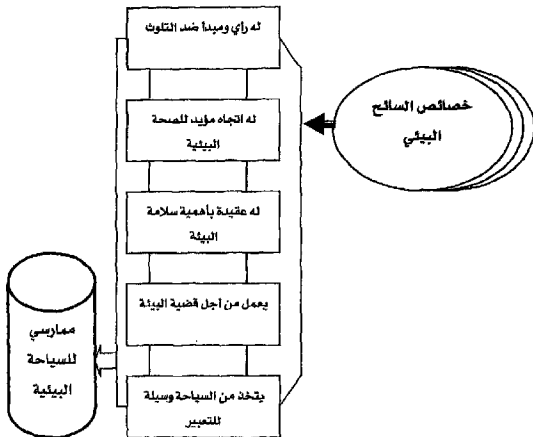 خصائص السائح
البيئي
له رأي ومبدأ ضد التلوث
له اتجاه مؤيد للصحة
البيئية
له عقيدة بأهمية سلامة
البيئة
يعمل من أجل قضية البيئة
يتخذ من السياحة وسيلة
للتعبير
ممارسي
للسياحة
البيئية